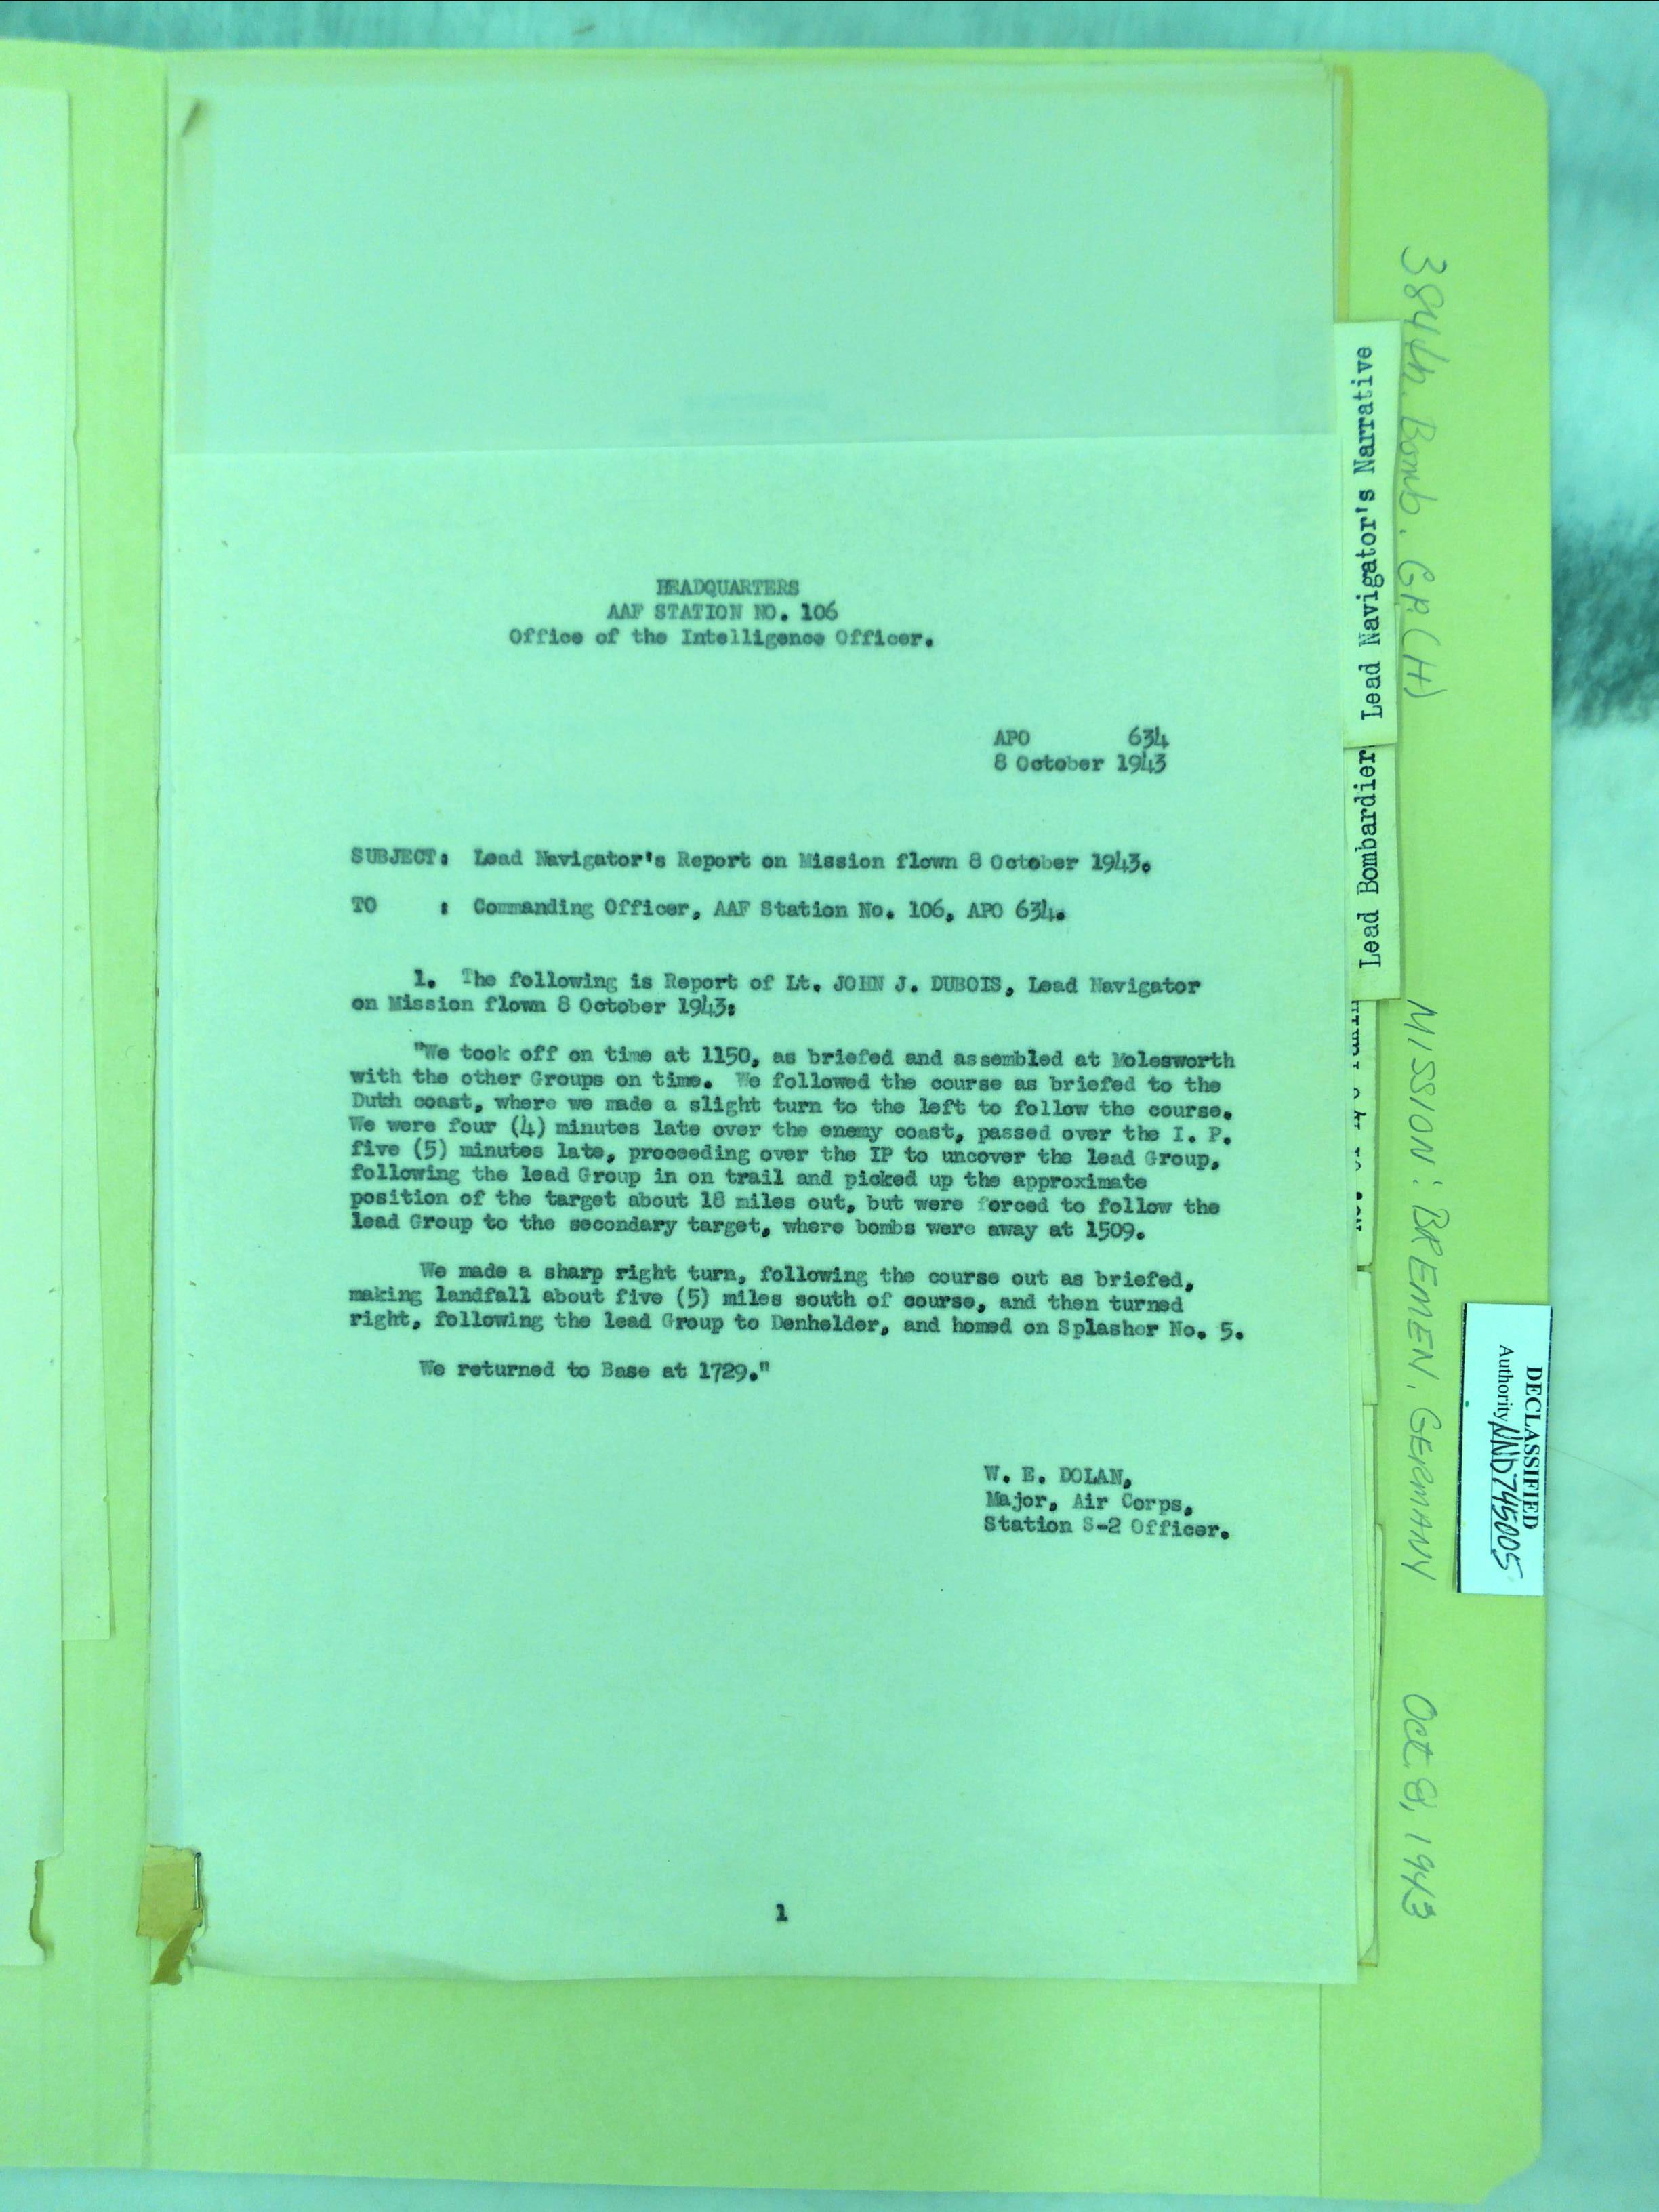 HEADQUARTERS
AAF STATION NO. 106
Office of the Intelligence Officer.
APO 634
8 October 1943
SUBJECT: Lead Navigator's Report on Mission flown 8 October 1943.
TO : Commanding Officer, AAF Station No. 106, APO 634.
1. The following is Report of Lt. JOHN J. DUBOIS, Lead Navigator
on Mission flown 8 October 1943:
"We took off on time at 1150, as briefed and assembled at Molesworth
with the other Groups on time. We followed the course as briefed to the
Dutch coast, where we made a slight turn to the left to follow the course.
We were four (4) minutes late over the enemy coast, passed over the I. P.
five (5) minutes late, proceeding over the IP to uncover the lead Group,
following the lead Group in on trail and picked up the approximate
position of the target about 18 miles out, but were forced to follow the
lead Group to the secondary target, where bombs were away at 1509.
We made a sharp right turn, following the course out as briefed,
making landfall about five (5) miles south of course, and then turned
right, following the lead Group to Denhelder, and homed on Splasher No. 5.
We returned to Base at 1729."
W. E. DOLAN,
Major, Air Corps,
Station S-2 Officer.
1
Lead Navigator's Narrative
Lead Bombardier
384th. Bomb. GP. (H)
MISSION: BREMEN, GERMANY
Oct. 8, 1943
DECLASSIFIED
Authority NND745005